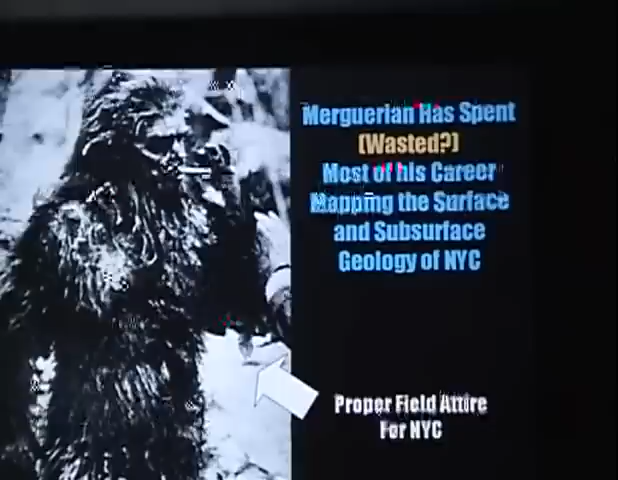 Merguerian Has Spent
(Wasted?)
Most of his Career
Mapping the Surface
and Subsurface
Geology of NYC
Proper Field Attire
For NYC